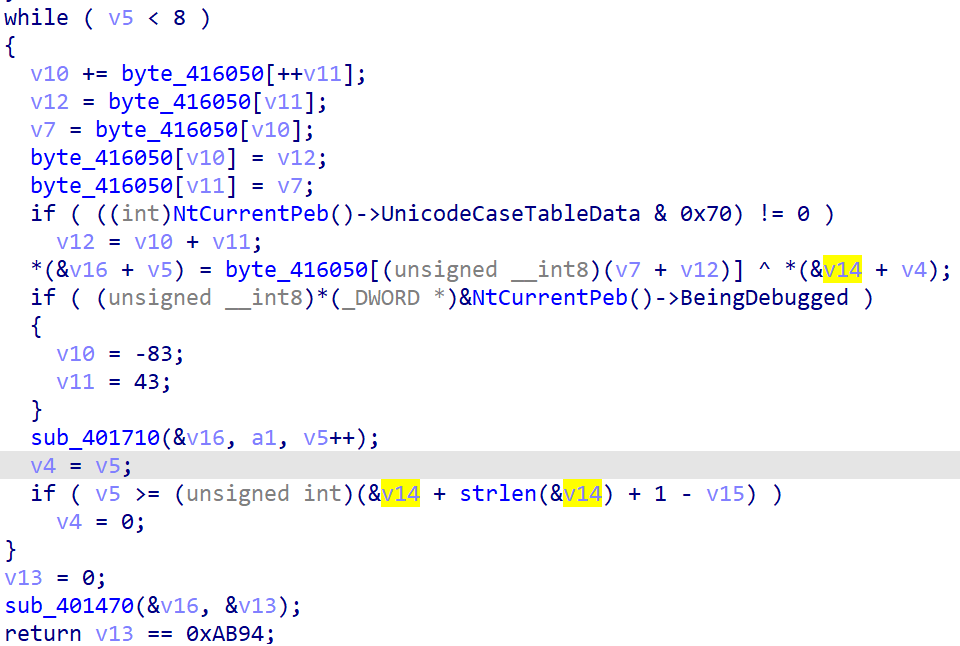 while ( v5 < 8 )
{
v10 += byte_416050[++v11];
v12 = byte_416050[v11];
v7 = byte_416050[v10];
byte_416050[v10] = v12;
byte_416050[v11] = v7;
if ( ((int)NtCurrentPeb()->UnicodeCaseTableData & 0x70) != 0 )
v12 = v10 + v11;
*(&v16 + v5) = byte_416050[(unsigned __int8)(v7 + v12)] ^ *(&v14 + v4);
if ( (unsigned __int8)*(_DWORD *)&NtCurrentPeb()->BeingDebugged )
{
v10 = -83;
v11 = 43;
}
sub_401710(&v16, a1, v5++);
v4 = v5;
if ( v5 >= (unsigned int)(&v14 + strlen(&v14) + 1 - v15) )
v4 = 0;
}
v13 = 0;
sub_401470(&v16, &v13);
return v13 == 0xAB94;